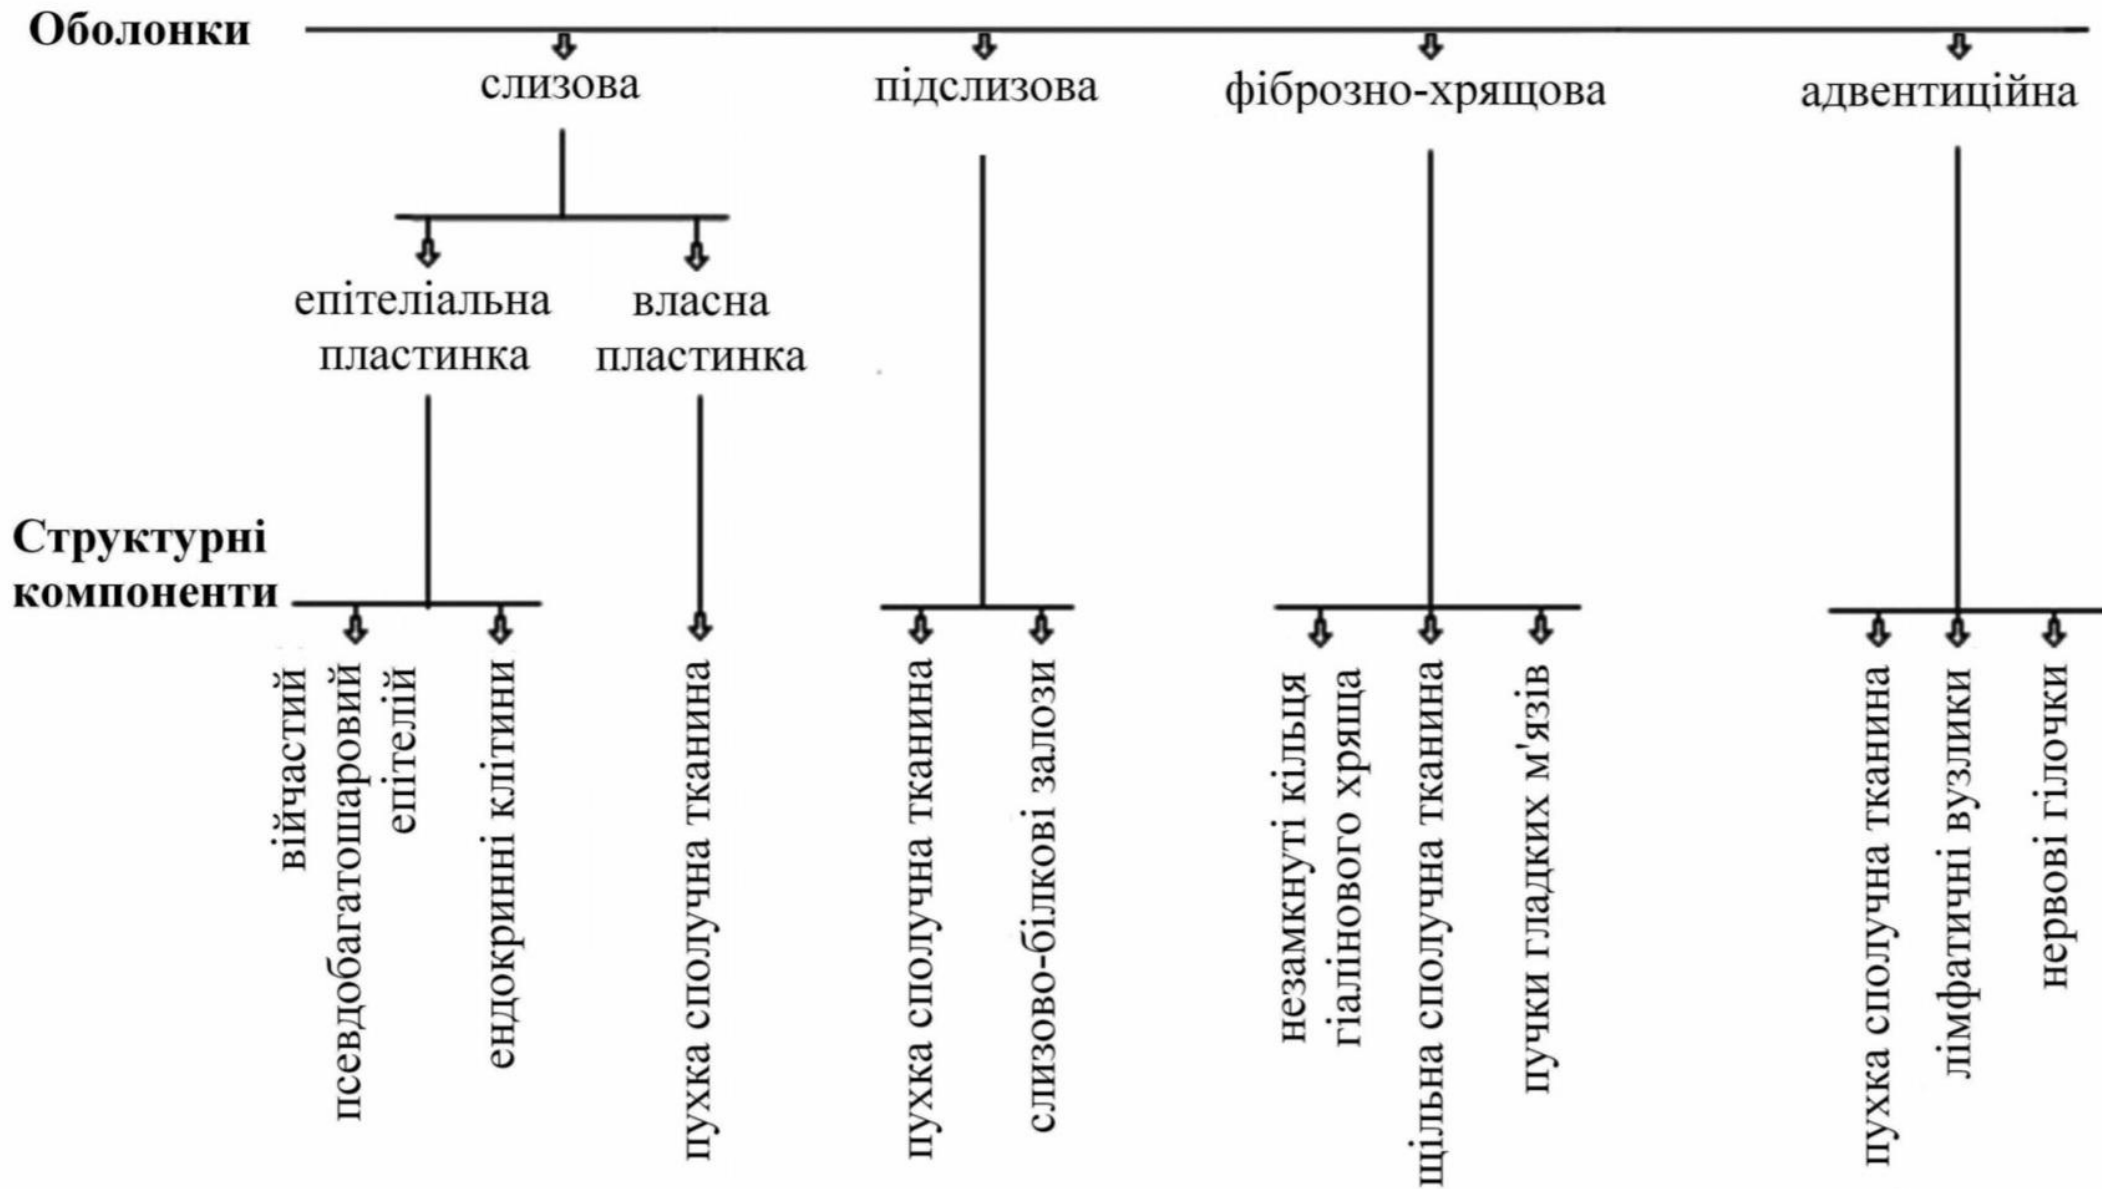 Оболонки
слизова
підслизова
фіброзно-хрящова
адвентиційна
епітеліальна
пластинка
власна
пластинка
Структурні
компоненти
війчастий
псевдобагатошаровий
епітелій
ендокринні клітини
пухка сполучна тканина
пухка сполучна тканина
слизово-білкові залози
незамкнуті кільця
гіалінового хряща
щільна сполучна тканина
пучки гладких м'язів
пухка сполучна тканина
лімфатичні вузлики
нервові гілочки